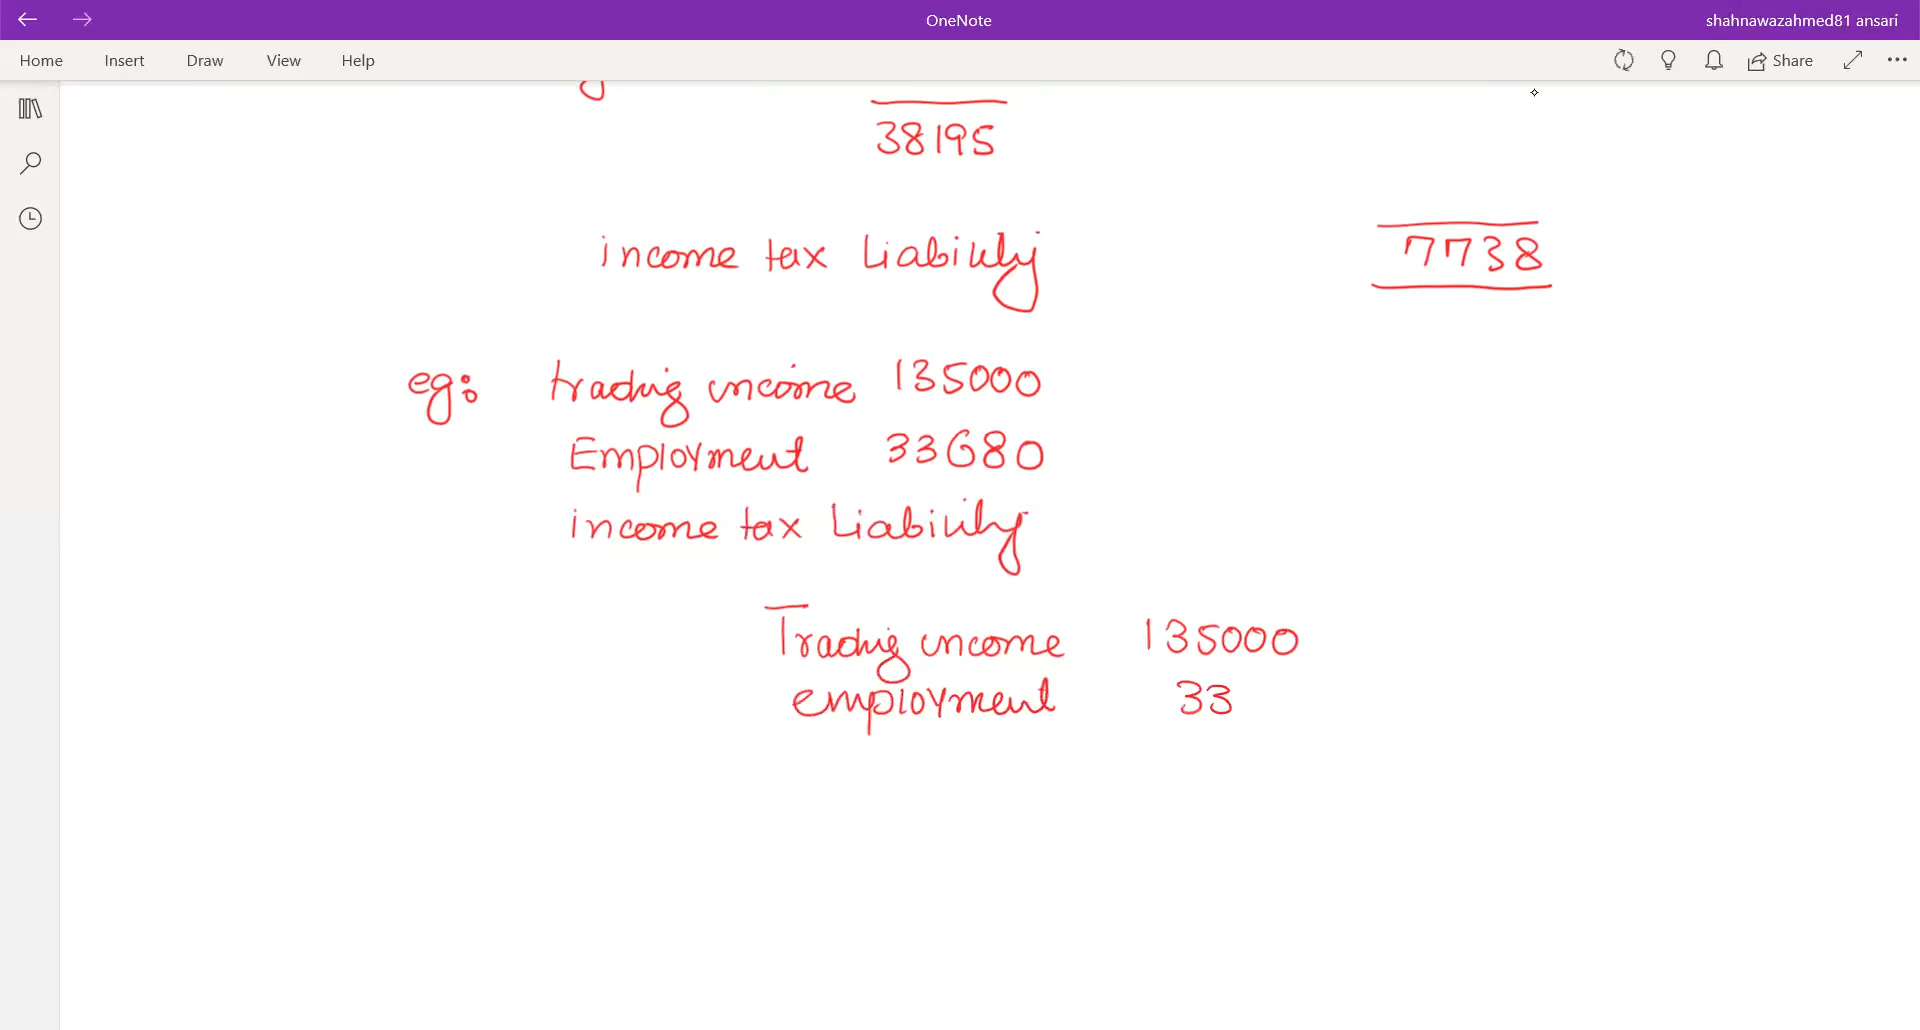 OneNote
shahnawazahmed81 ansari
Home Insert Draw View Help Share
38195
income tax Liability 7738
eg: trading income 135000
Employment 33680
income tax Liability
Trading income 135000
employment 33